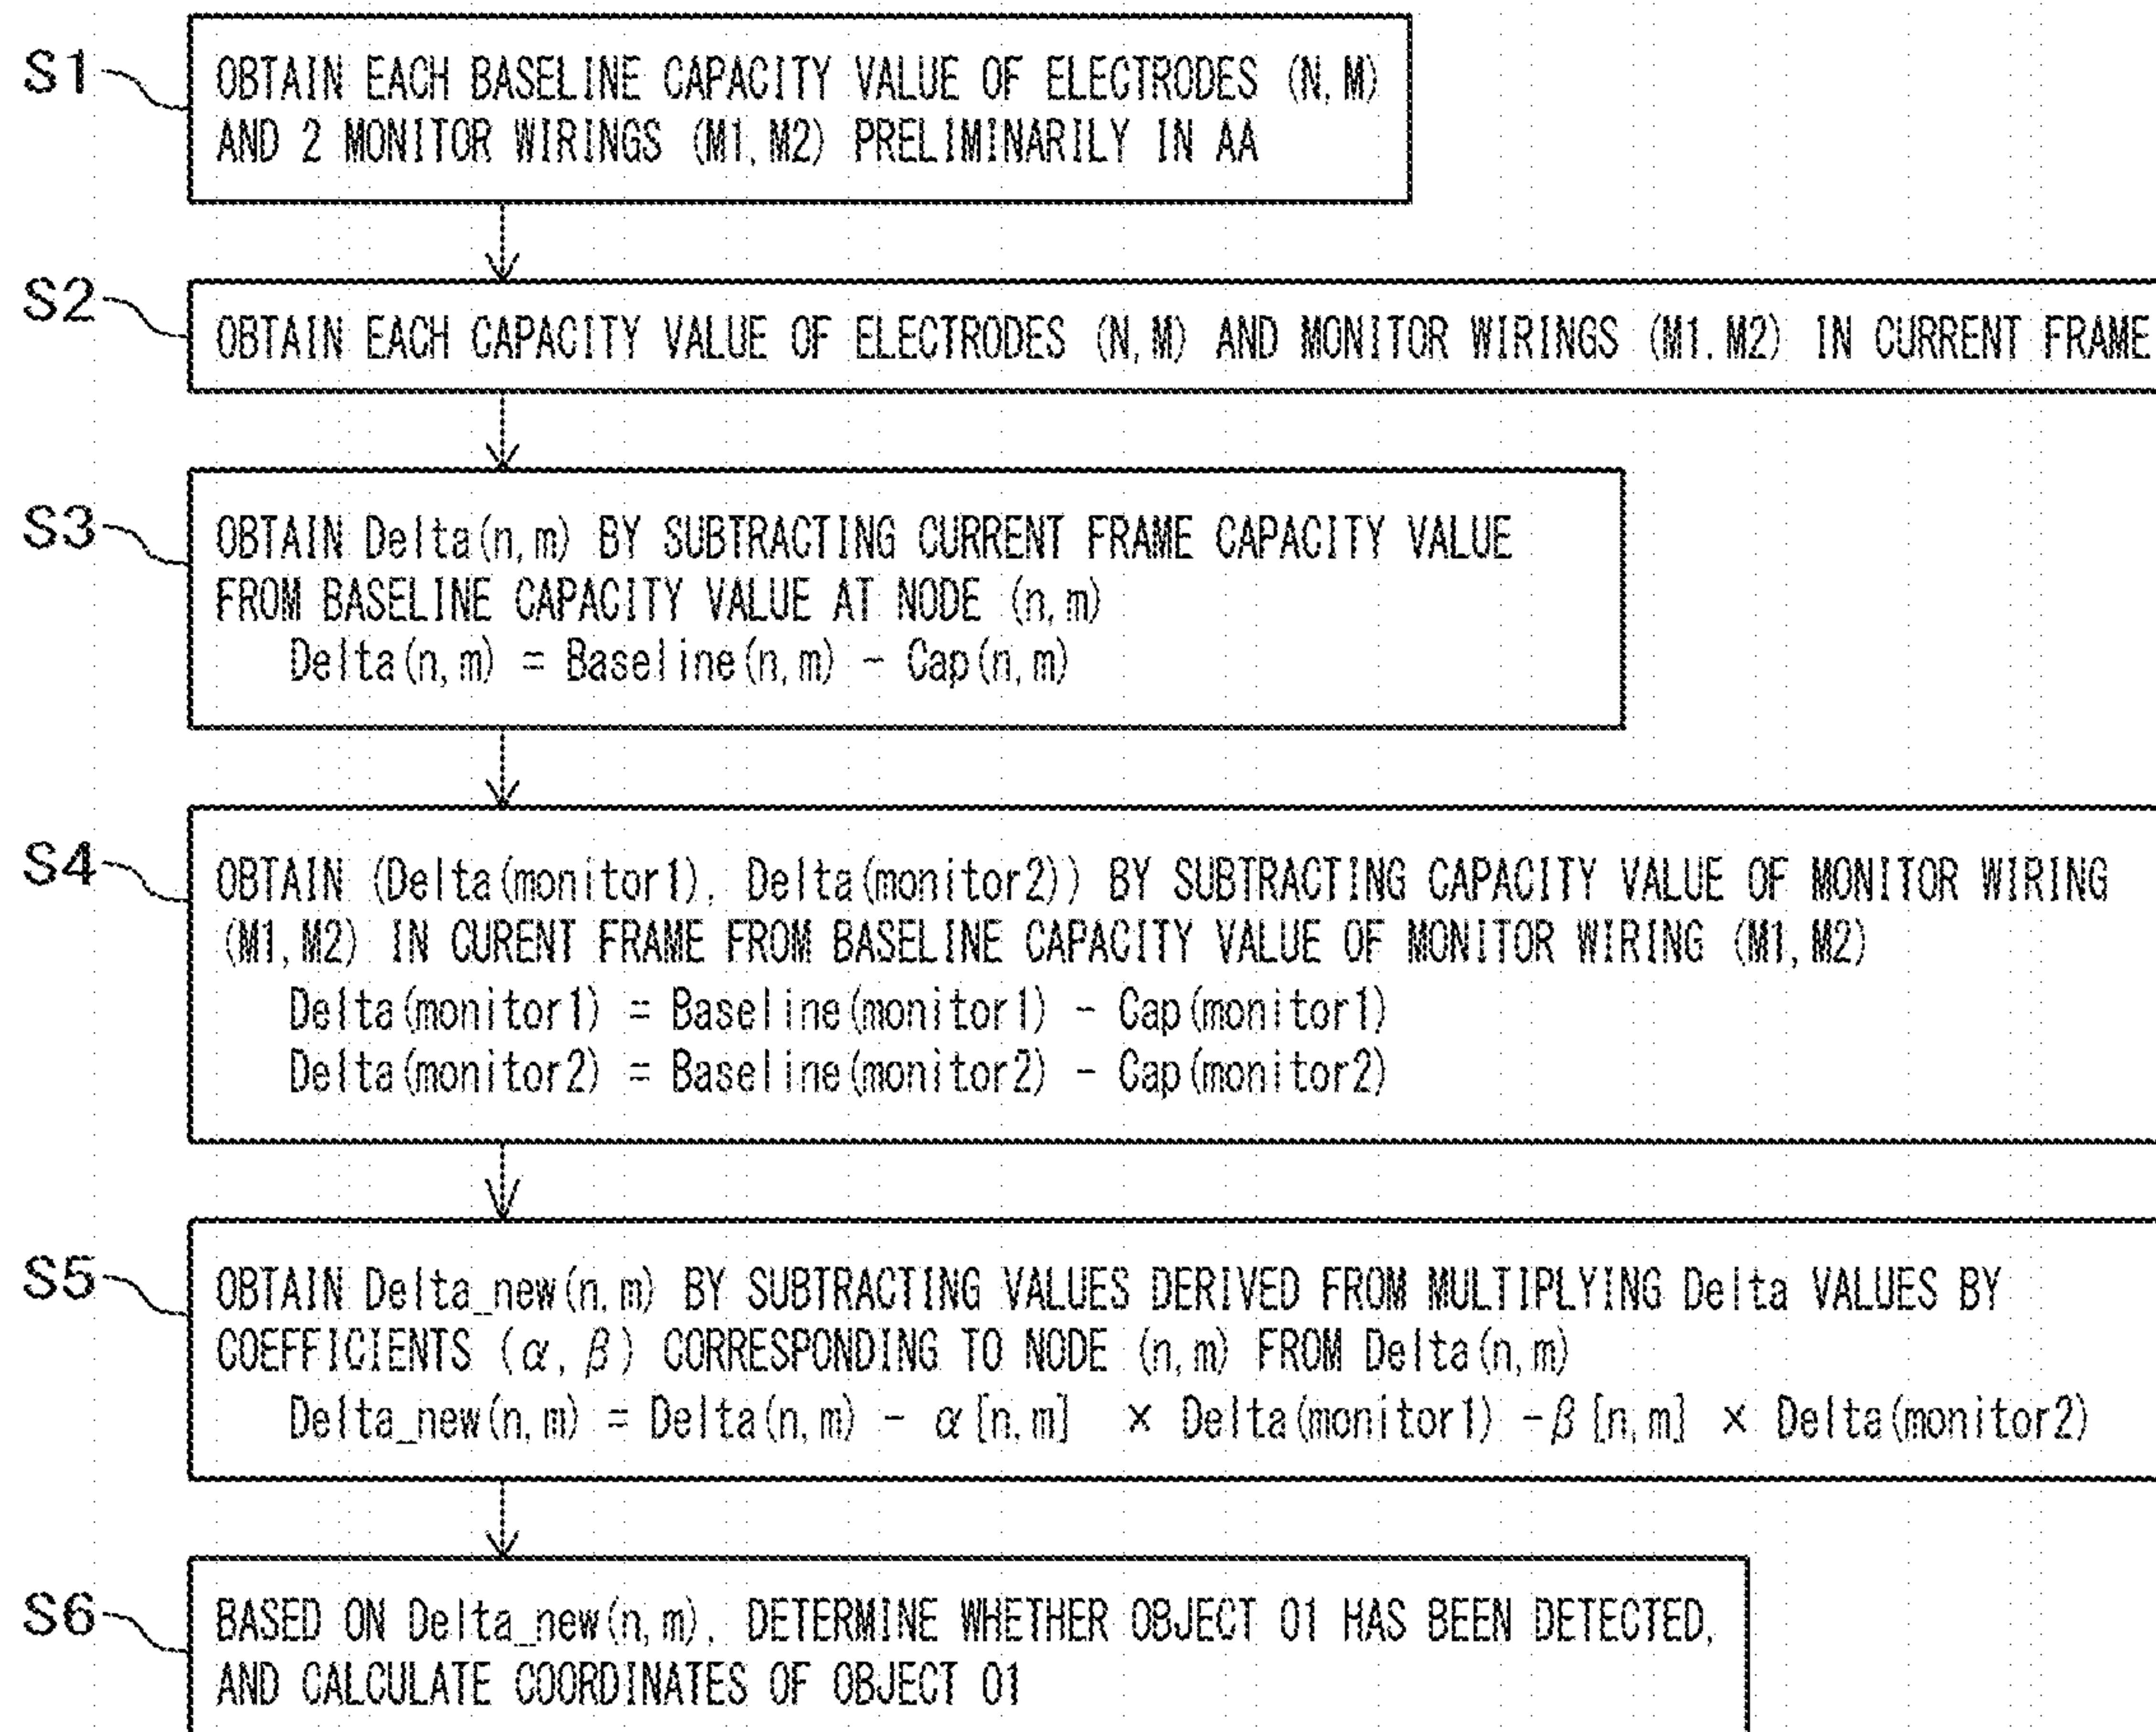 S1
OBTAIN EACH BASELINE CAPACITY VALUE OF ELECTRODES (N, M)
AND 2 MONITOR WIRINGS (M1, M2) PRELIMINARILY IN AA
S2
OBTAIN EACH CAPACITY VALUE OF ELECTRODES (N, M) AND MONITOR WIRINGS (M1. M2) IN CURRENT FRAME
S3
OBTAIN Delta(n, m) BY SUBTRACTING CURRENT FRAME CAPACITY VALUE
FROM BASELINE CAPACITY VALUE AT NODE (n, m)
Delta(n, m) = Baseline(n, m) - Cap(n, m)
S4
OBTAIN (Delta(monitor1), Delta(monitor2)) BY SUBTRACTING CAPACITY VALUE OF MONITOR WIRING
(M1, M2) IN CURENT FRAME FROM BASELINE CAPACITY VALUE OF MONITOR WIRING (M1, M2)
Delta(monitor1) = Baseline(monitor1) - Cap(monitor1)
Delta(monitor2) = Baseline(monitor2) - Cap(monitor2)
S5
OBTAIN Delta_new(n, m) BY SUBTRACTING VALUES DERIVED FROM MULTIPLYING Delta VALUES BY
COEFFICIENTS (α, β) CORRESPONDING TO NODE (n, m) FROM Delta(n, m)
Delta_new(n, m) = Delta(n, m) - α[n, m] × Delta(monitor1) -β[n, m] × Delta(monitor2)
S6
BASED ON Delta_new(n, m), DETERMINE WHETHER OBJECT O1 HAS BEEN DETECTED,
AND CALCULATE COORDINATES OF OBJECT O1